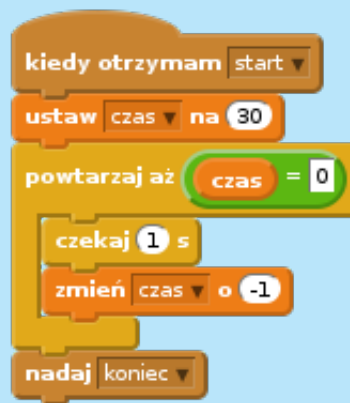 kiedy otrzymam start
ustaw czas na 30
powtarzaj aż czas = 0
czekaj 1 s
zmień czas o -1
nadaj koniec